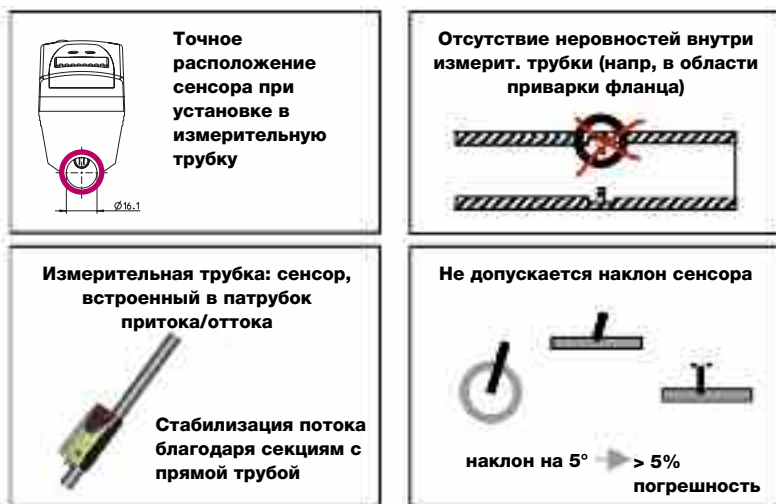 Точное
расположение
сенсора при
установке в
измерительную
трубку
Ø16.1
Отсутствие неровностей внутри
измерит. трубки (напр, в области
приварки фланца)
Измерительная трубка: сенсор,
встроенный в патрубок
притока/оттока
Стабилизация потока
благодаря секциям с
прямой трубой
Не допускается наклон сенсора
наклон на 5° > 5%
погрешность